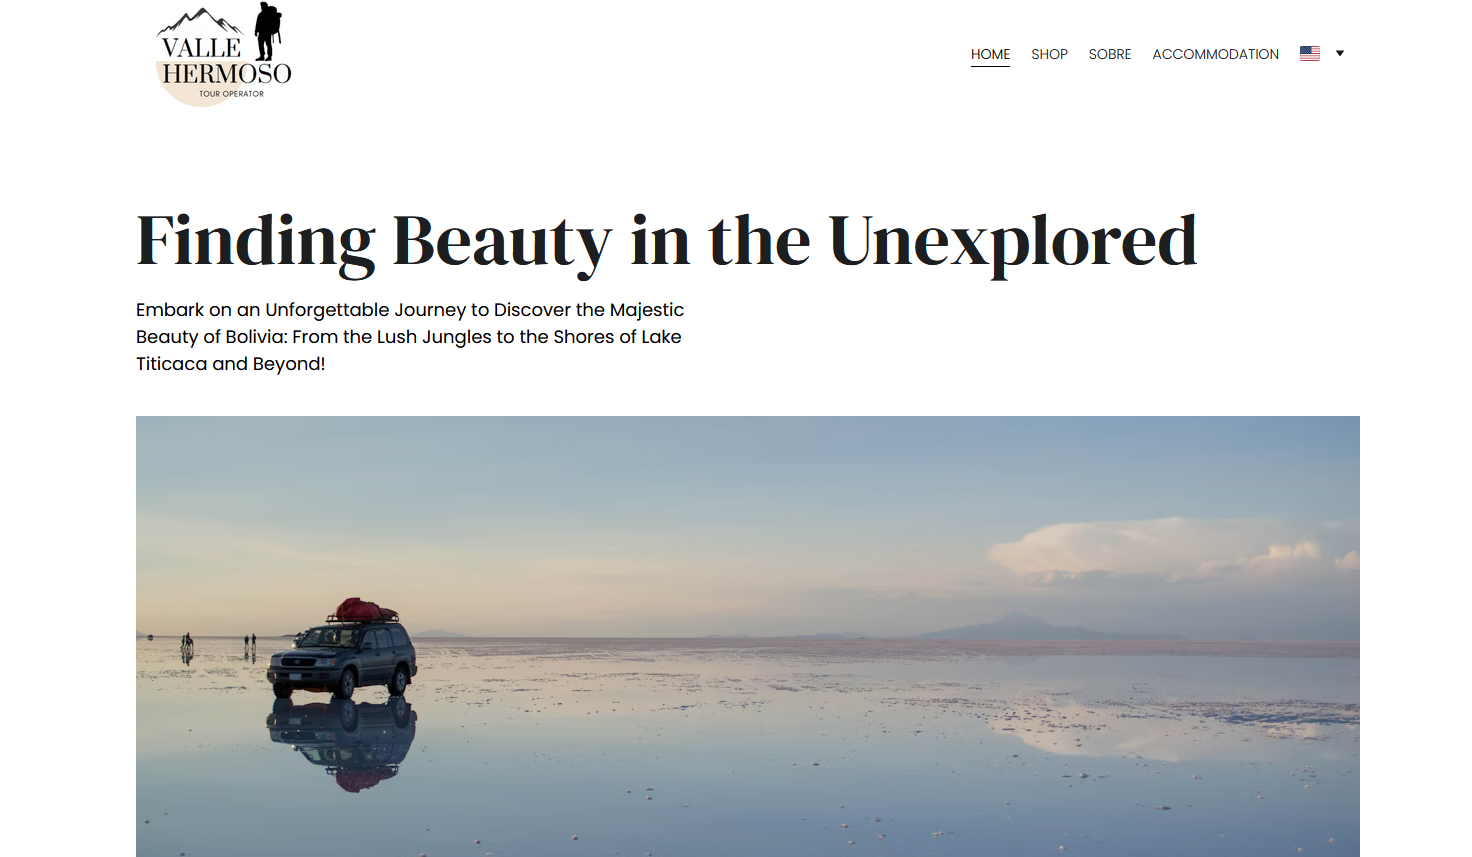 VALLE
HERMOSO
TOUR OPERATOR
HOME SHOP SOBRE ACCOMMODATION
Finding Beauty in the Unexplored
Embark on an Unforgettable Journey to Discover the Majestic
Beauty of Bolivia: From the Lush Jungles to the Shores of Lake
Titicaca and Beyond!